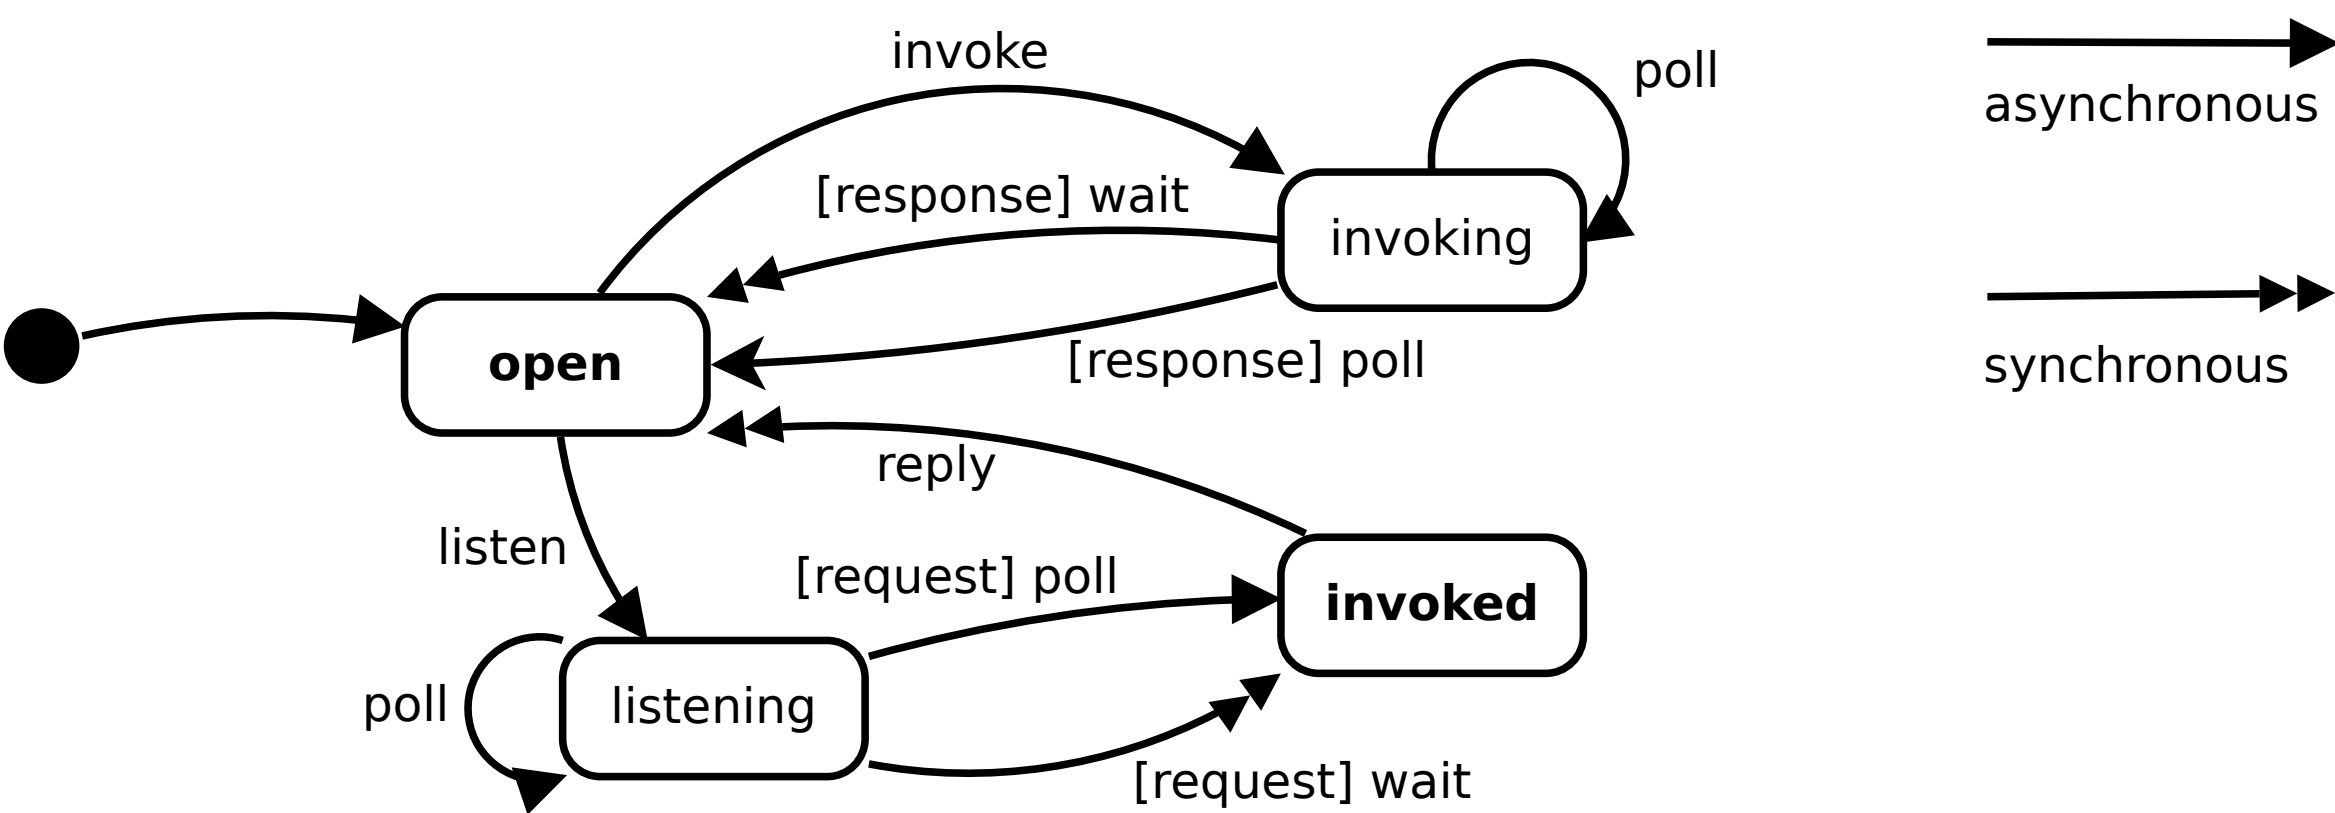 invoke
poll
asynchronous
[response] wait
invoking
open
[response] poll
synchronous
reply
listen
[request] poll
invoked
poll
listening
[request] wait